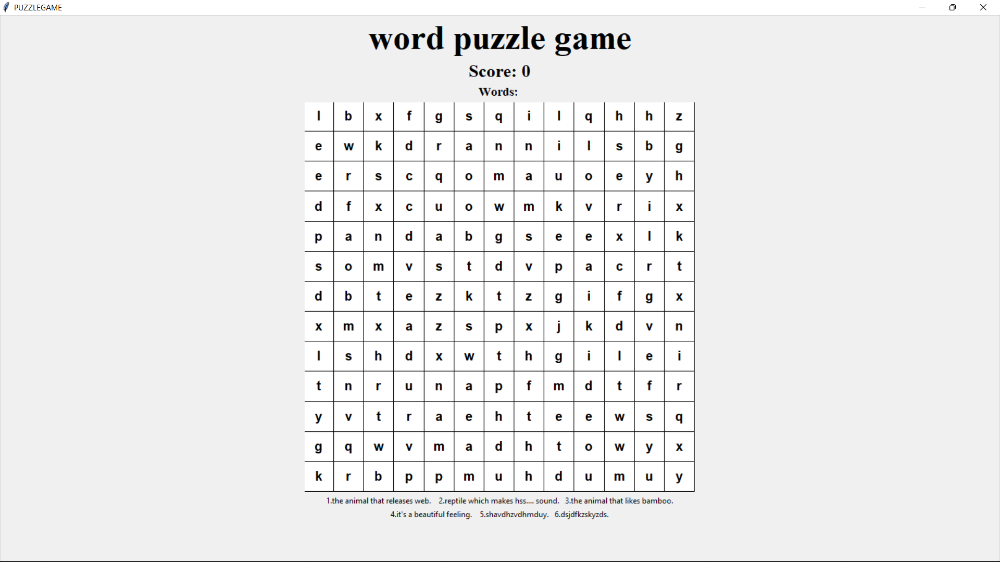 PUZZLEGAME
word puzzle game
Score: 0
Words:
l b x f g s q i l q h h z
e w k d r a n n i l s b g
e r s c q o m a u o e y h
d f x c u o w m k v r i x
p a n d a b g s e e x l k
s o m v s t d v p a c r t
d b t e z k t z g i f g x
x m x a z s p x j k d v n
l s h d x w t h g i l e i
t n r u n a p f m d t f r
y v t r a e h t e e w s q
g q w v m a d h t o w y x
k r b p p m u h d u m u y
1.the animal that releases web. 2.reptile which makes hss.... sound. 3.the animal that likes bamboo.
4.it's a beautiful feeling. 5.shavdhzvdhmduy. 6.dsjdfkzskyzds.